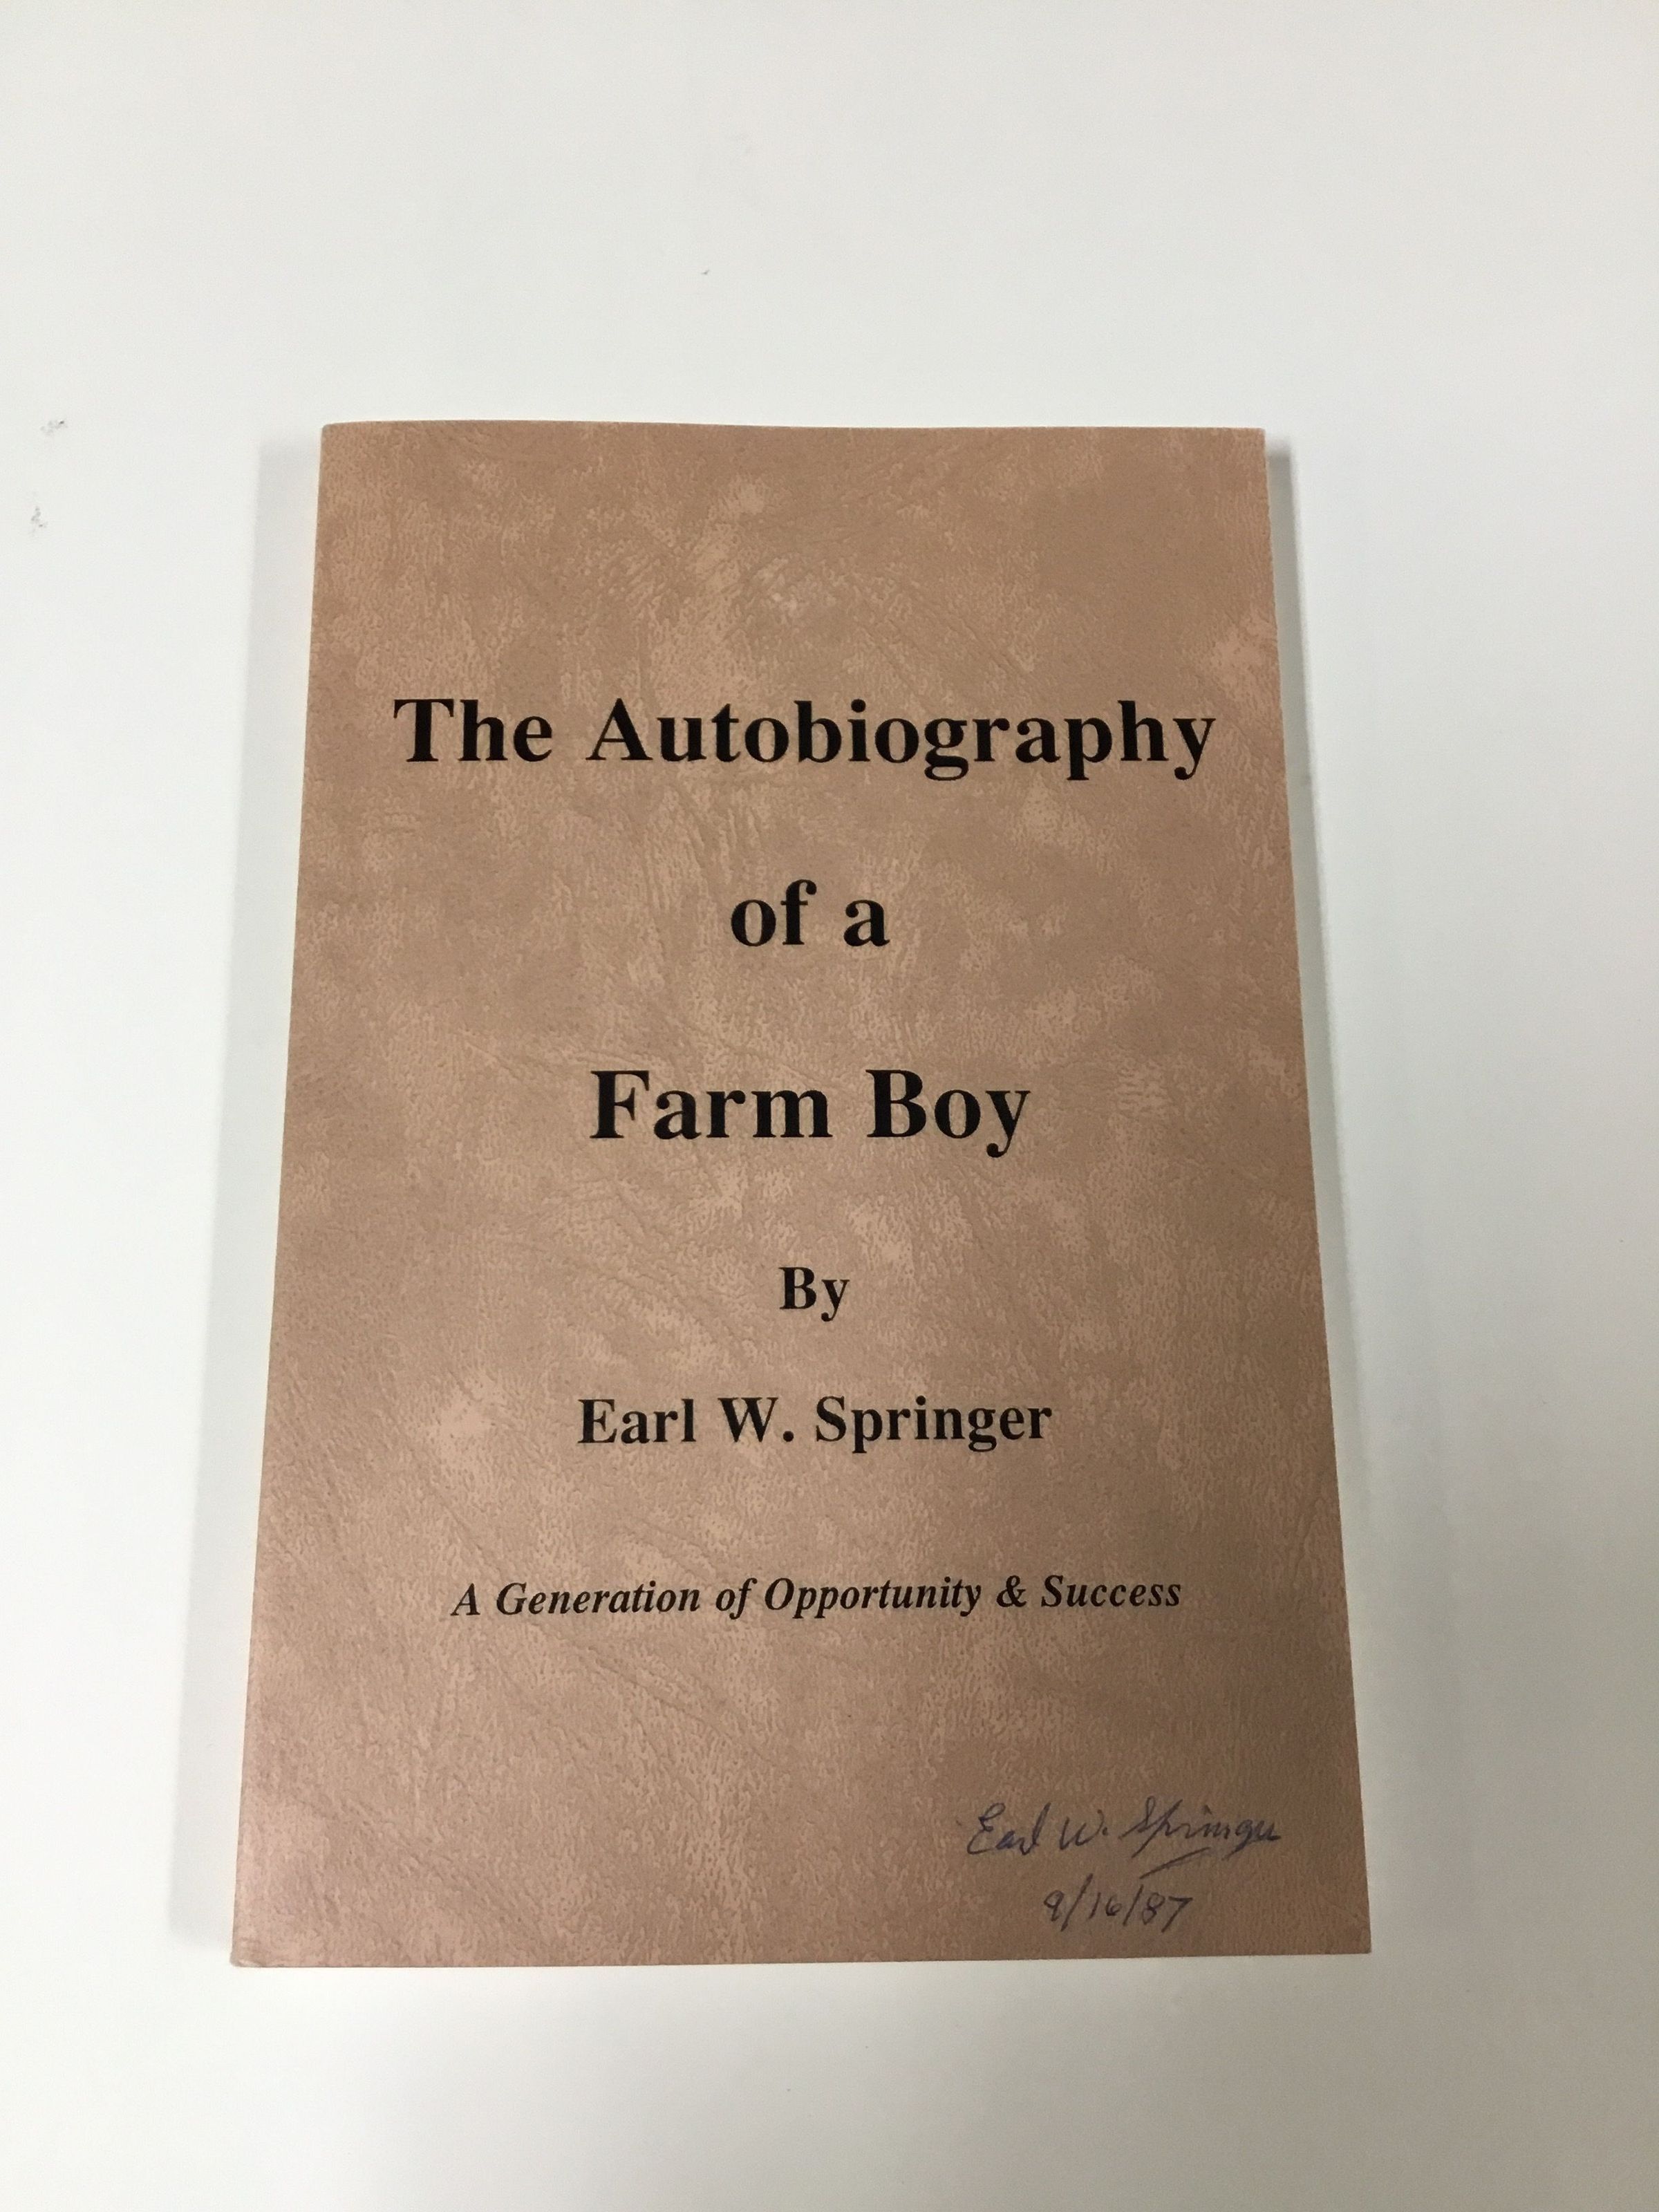 The Autobiography
of a
Farm Boy
By
Earl W. Springer
A Generation of Opportunity & Success
Earl W. Springer
9/16/87